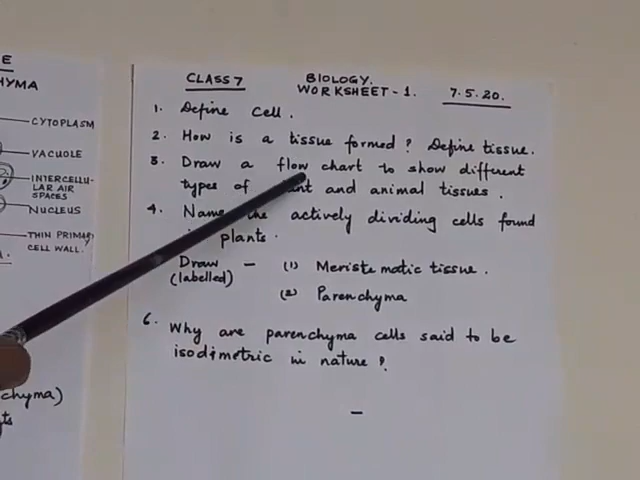 E
HYMA
CYTOPLASM
VACUOLE
INTERCELLU-
LAR AIR
SPACES
NUCLEUS
THIN PRIMARY
CELL WALL.
chyma)
ts
CLASS 7 BIOLOGY. 7.5.20.
WORKSHEET-1.
1. Define Cell.
2. How is a tissue formed? Define tissue.
3. Draw a flow chart to show different
types of and animal tissues.
4. Name the actively dividing cells found
plants.
Draw – (1) Meristematic tissue.
(labelled)
(2) Parenchyma
6. Why are parenchyma cells said to be
isodimetric in nature?